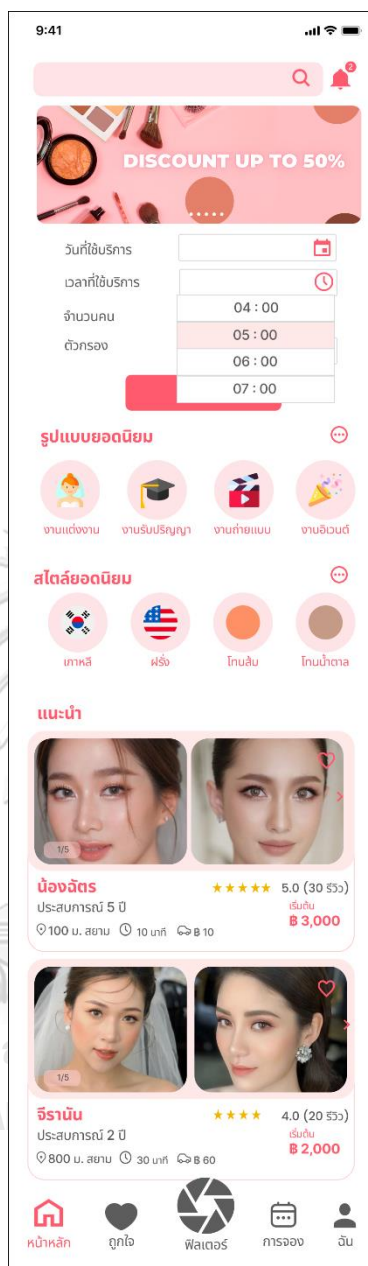 9:41
2
DISCOUNT UP TO 50%
วันที่ใช้บริการ
เวลาที่ใช้บริการ
จำนวนคน
04 : 00
ตัวกรอง
05 : 00
06 : 00
07 : 00
รูปแบบยอดนิยม
งานแต่งงาน งานรับปริญญา งานถ่ายแบบ งานอีเวนต์
สไตล์ยอดนิยม
เกาหลี ฝรั่ง โทนส้ม โทนน้ำตาล
แนะนำ
1/5
น้องฉัตร 5.0 (30 รีวิว)
ประสบการณ์ 5 ปี เริ่มต้น
฿ 3,000
100 ม. สยาม 10 นาที ฿ 10
1/5
จีรานัน 4.0 (20 รีวิว)
ประสบการณ์ 2 ปี เริ่มต้น
฿ 2,000
800 ม. สยาม 30 นาที ฿ 60
หน้าหลัก ถูกใจ ฟิลเตอร์ การจอง ฉัน